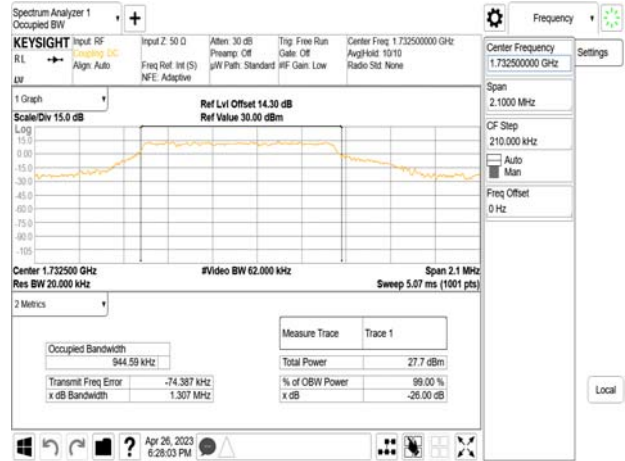 Spectrum Analyzer 1
Occupied BW
Frequency
KEYSIGHT
Input: RF
Coupling: DC
Align: Auto
Input Z: 50 Ω
Freq Ref: Int (S)
NFE: Adaptive
Atten: 30 dB
Preamp: Off
µW Path: Standard
Trig: Free Run
Gate: Off
#IF Gain: Low
Center Freq: 1.732500000 GHz
Avg|Hold: 10/10
Radio Std: None
RL
LU
1 Graph
Scale/Div 15.0 dB
Ref Lvl Offset 14.30 dB
Ref Value 30.00 dBm
Log
15.0
0.00
-15.0
-30.0
-45.0
-60.0
-75.0
-90.0
-105
Center 1.732500 GHz
#Video BW 62.000 kHz
Span 2.1 MHz
Res BW 20.000 kHz
Sweep 5.07 ms (1001 pts)
2 Metrics
Occupied Bandwidth
944.59 kHz
Transmit Freq Error -74.387 kHz
x dB Bandwidth 1.307 MHz
Measure Trace Trace 1
Total Power 27.7 dBm
% of OBW Power 99.00 %
x dB -26.00 dB
Center Frequency
1.732500000 GHz
Settings
Span
2.1000 MHz
CF Step
210.000 kHz
Auto
Man
Freq Offset
0 Hz
Local
Apr 26, 2023
6:28:03 PM